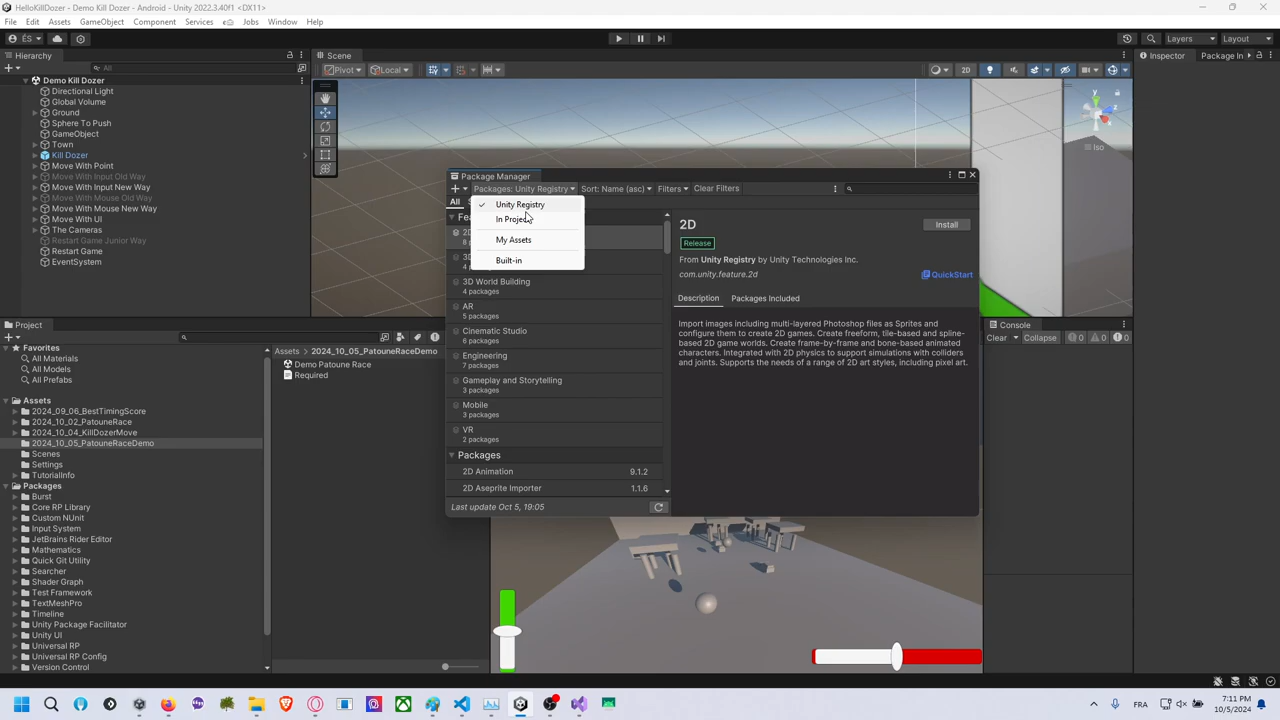 HelloKillDozer - Demo Kill Dozer - Android - Unity 2022.3.40f1 <DX11>
File Edit Assets GameObject Component Services Jobs Window Help
ÉS
Layers
Layout
Hierarchy
All
Demo Kill Dozer
Directional Light
Global Volume
Ground
Sphere To Push
GameObject
Town
Kill Dozer
Move With Point
Move With Input Old Way
Move With Input New Way
Move With Mouse Old Way
Move With Mouse New Way
Move With UI
The Cameras
Restart Game Junior Way
Restart Game
EventSystem
Scene
Pivot
Local
2D
Iso
Inspector
Package In
Package Manager
Packages: Unity Registry
Sort: Name (asc)
Filters
Clear Filters
All
Unity Registry
In Project
My Assets
Built-in
3D World Building
4 packages
AR
5 packages
Cinematic Studio
6 packages
Engineering
7 packages
Gameplay and Storytelling
3 packages
Mobile
3 packages
VR
2 packages
Packages
2D Animation 9.1.2
2D Aseprite Importer 1.1.6
Last update Oct 5, 19:05
2D
Install
Release
From Unity Registry by Unity Technologies Inc.
com.unity.feature.2d
QuickStart
Description
Packages Included
Import images including multi-layered Photoshop files as Sprites and
configure them to create 2D games. Create freeform, tile-based and spline-
based 2D game worlds. Create frame-by-frame and bone-based animated
characters. Integrated with 2D physics to support simulations with colliders
and joints. Supports the needs of a range of 2D art styles, including pixel art.
Project
Favorites
All Materials
All Models
All Prefabs
Assets
2024_09_06_BestTimingScore
2024_10_02_PatouneRace
2024_10_04_KillDozerMove
2024_10_05_PatouneRaceDemo
Scenes
Settings
TutorialInfo
Packages
Burst
Core RP Library
Custom NUnit
Input System
JetBrains Rider Editor
Mathematics
Quick Git Utility
Searcher
Shader Graph
Test Framework
TextMeshPro
Timeline
Unity Package Facilitator
Unity UI
Universal RP
Universal RP Config
Version Control
Assets > 2024_10_05_PatouneRaceDemo
Demo Patoune Race
Required
Console
Clear
Collapse
0
0
0
FRA
7:11 PM
10/5/2024